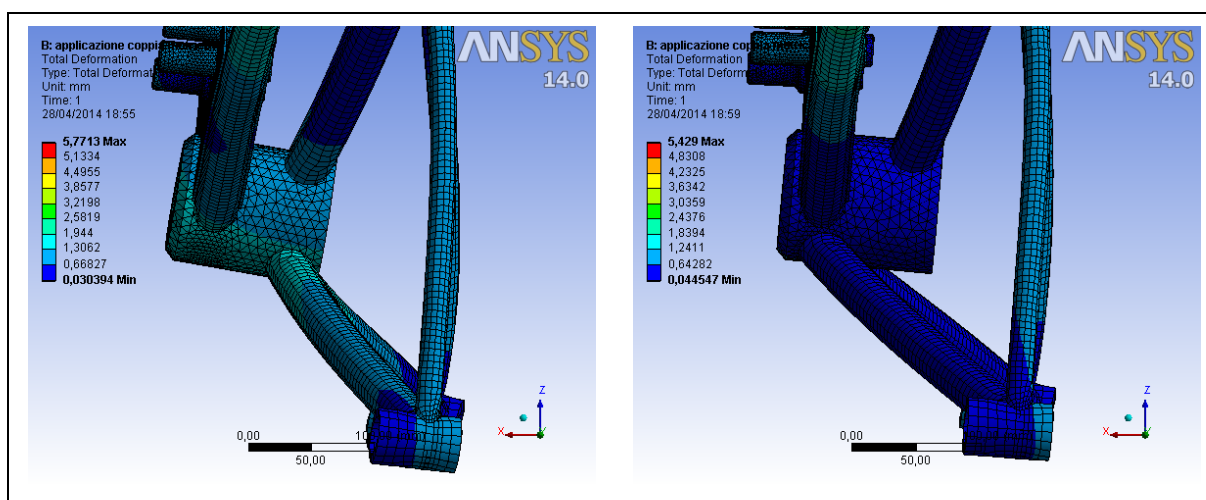 B: applicazione coppia
Total Deformation
Type: Total Deformat
Unit: mm
Time: 1
28/04/2014 18:55
5,7713 Max
5,1334
4,4955
3,8577
3,2198
2,5819
1,944
1,3062
0,66827
0,030394 Min
ANSYS
14.0
Z
X
0,00
50,00
B: applicazione
Total Deformation
Type: Total Deform
Unit: mm
Time: 1
28/04/2014 18:59
5,429 Max
4,8308
4,2325
3,6342
3,0359
2,4376
1,8394
1,2411
0,64282
0,044547 Min
ANSYS
14.0
Z
X
0,00
50,00